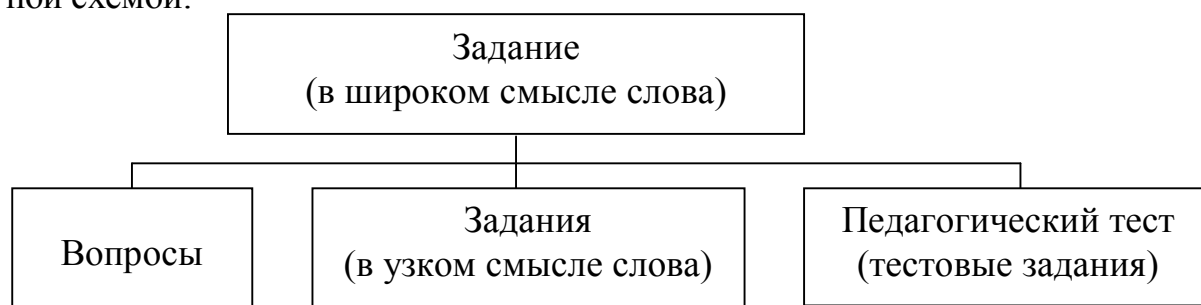 ной схемой:
Задание
(в широком смысле слова)
Вопросы
Задания
(в узком смысле слова)
Педагогический тест
(тестовые задания)